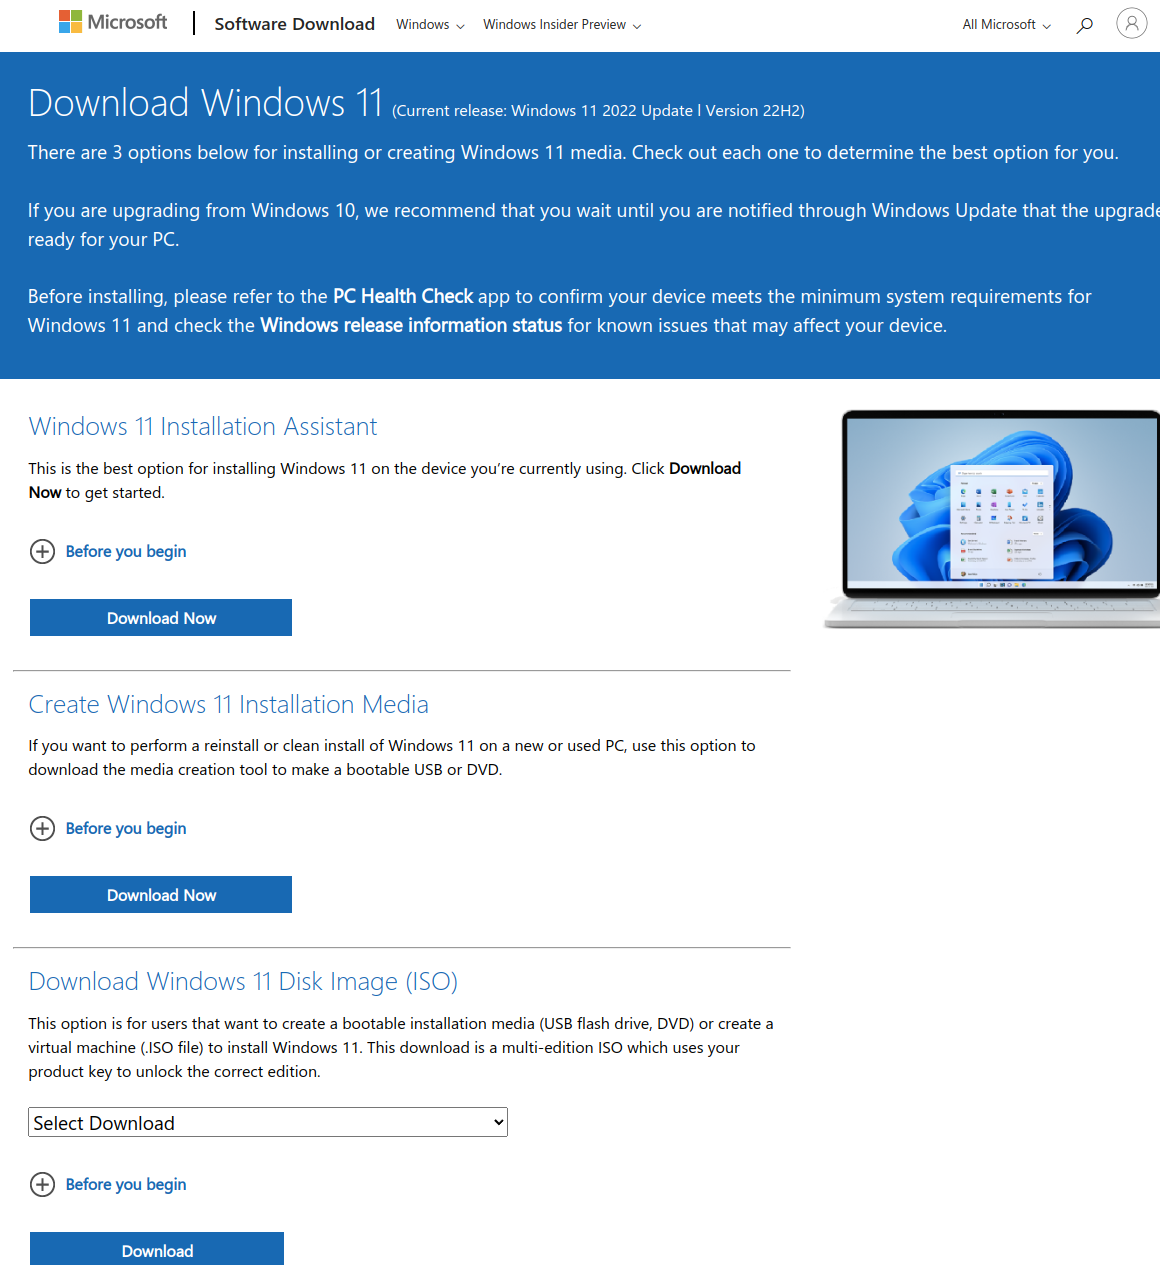 Microsoft
Software Download
Windows
Windows Insider Preview
All Microsoft
Download Windows 11 (Current release: Windows 11 2022 Update l Version 22H2)
There are 3 options below for installing or creating Windows 11 media. Check out each one to determine the best option for you.
If you are upgrading from Windows 10, we recommend that you wait until you are notified through Windows Update that the upgrade
ready for your PC.
Before installing, please refer to the PC Health Check app to confirm your device meets the minimum system requirements for
Windows 11 and check the Windows release information status for known issues that may affect your device.
Windows 11 Installation Assistant
This is the best option for installing Windows 11 on the device you’re currently using. Click Download
Now to get started.
Before you begin
Download Now
Create Windows 11 Installation Media
If you want to perform a reinstall or clean install of Windows 11 on a new or used PC, use this option to
download the media creation tool to make a bootable USB or DVD.
Before you begin
Download Now
Download Windows 11 Disk Image (ISO)
This option is for users that want to create a bootable installation media (USB flash drive, DVD) or create a
virtual machine (.ISO file) to install Windows 11. This download is a multi-edition ISO which uses your
product key to unlock the correct edition.
Select Download
Before you begin
Download